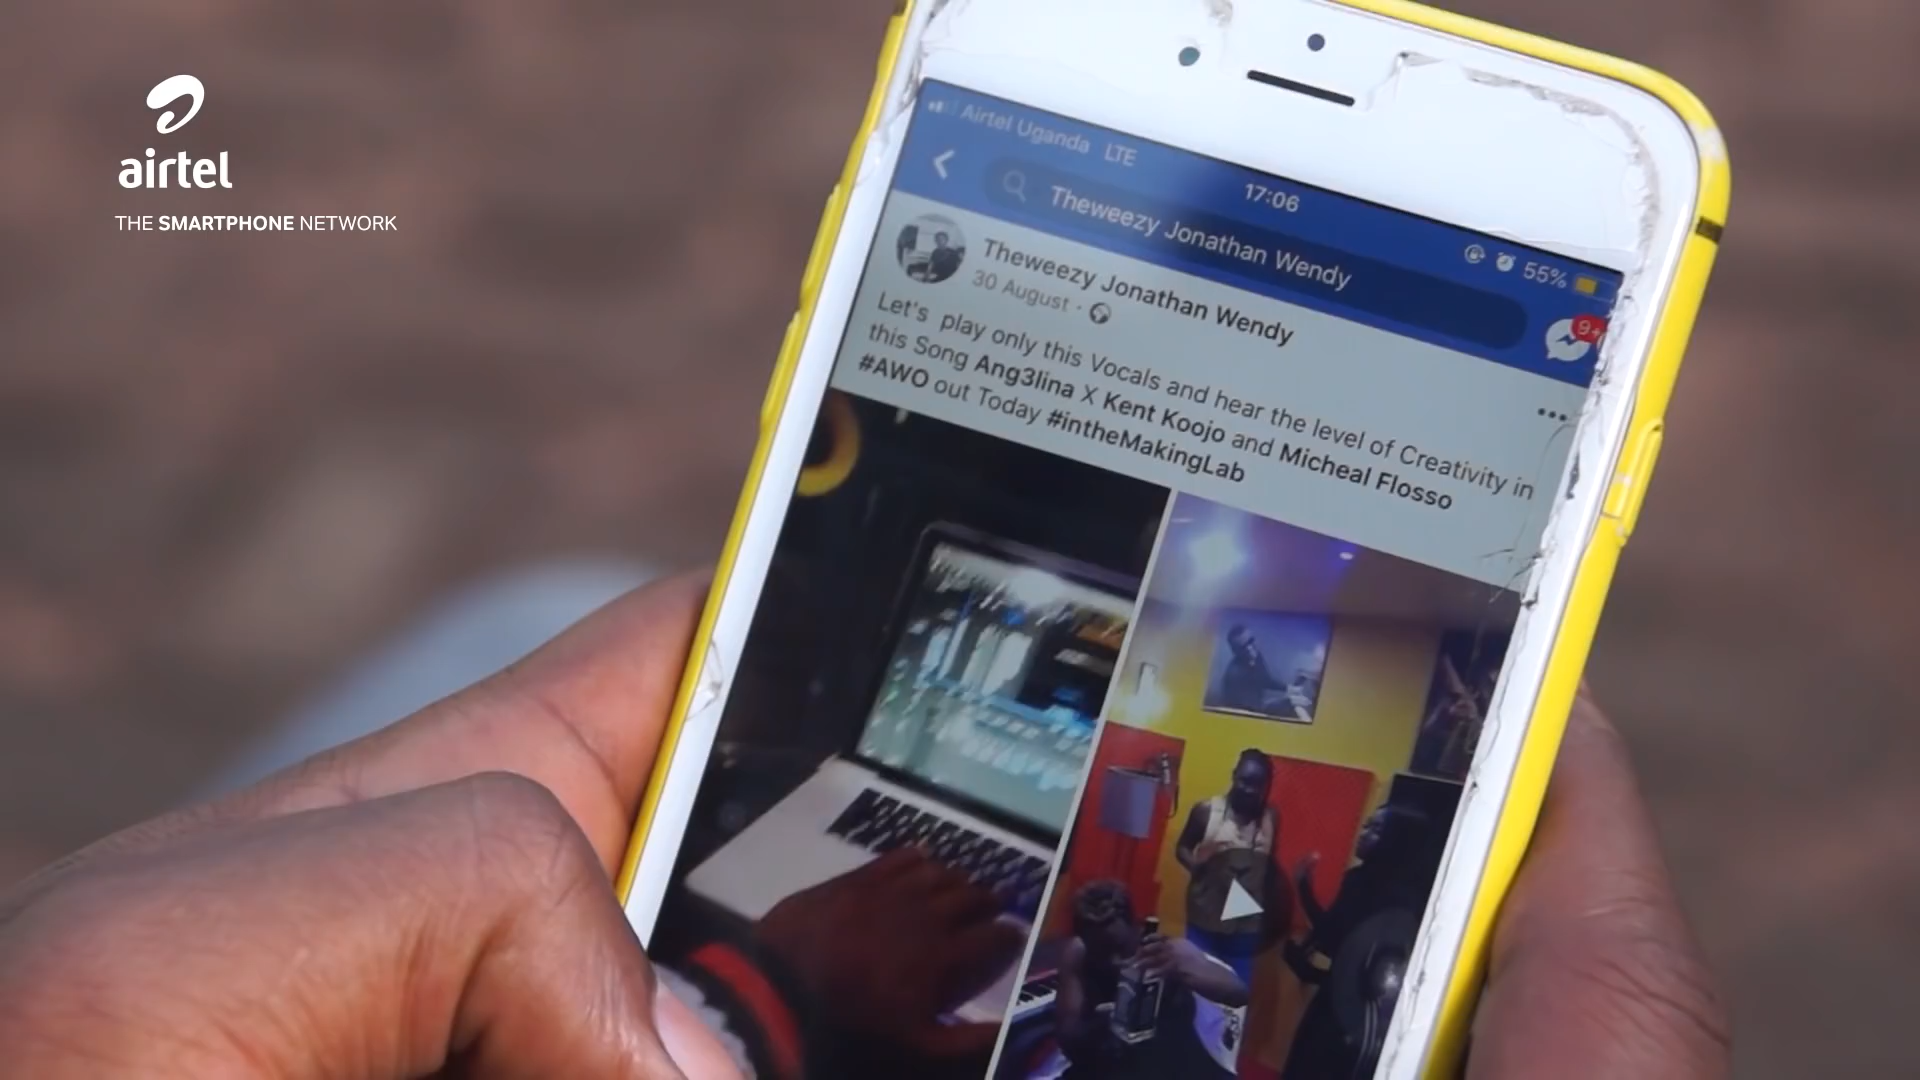 airtel
THE SMARTPHONE NETWORK
Airtel Uganda LTE
17:06
55%
Theweezy Jonathan Wendy
9+
Theweezy Jonathan Wendy
30 August ·
Let's play only this Vocals and hear the level of Creativity in
this Song Ang3lina X Kent Koojo and Micheal Flosso
#AWO out Today #intheMakingLab